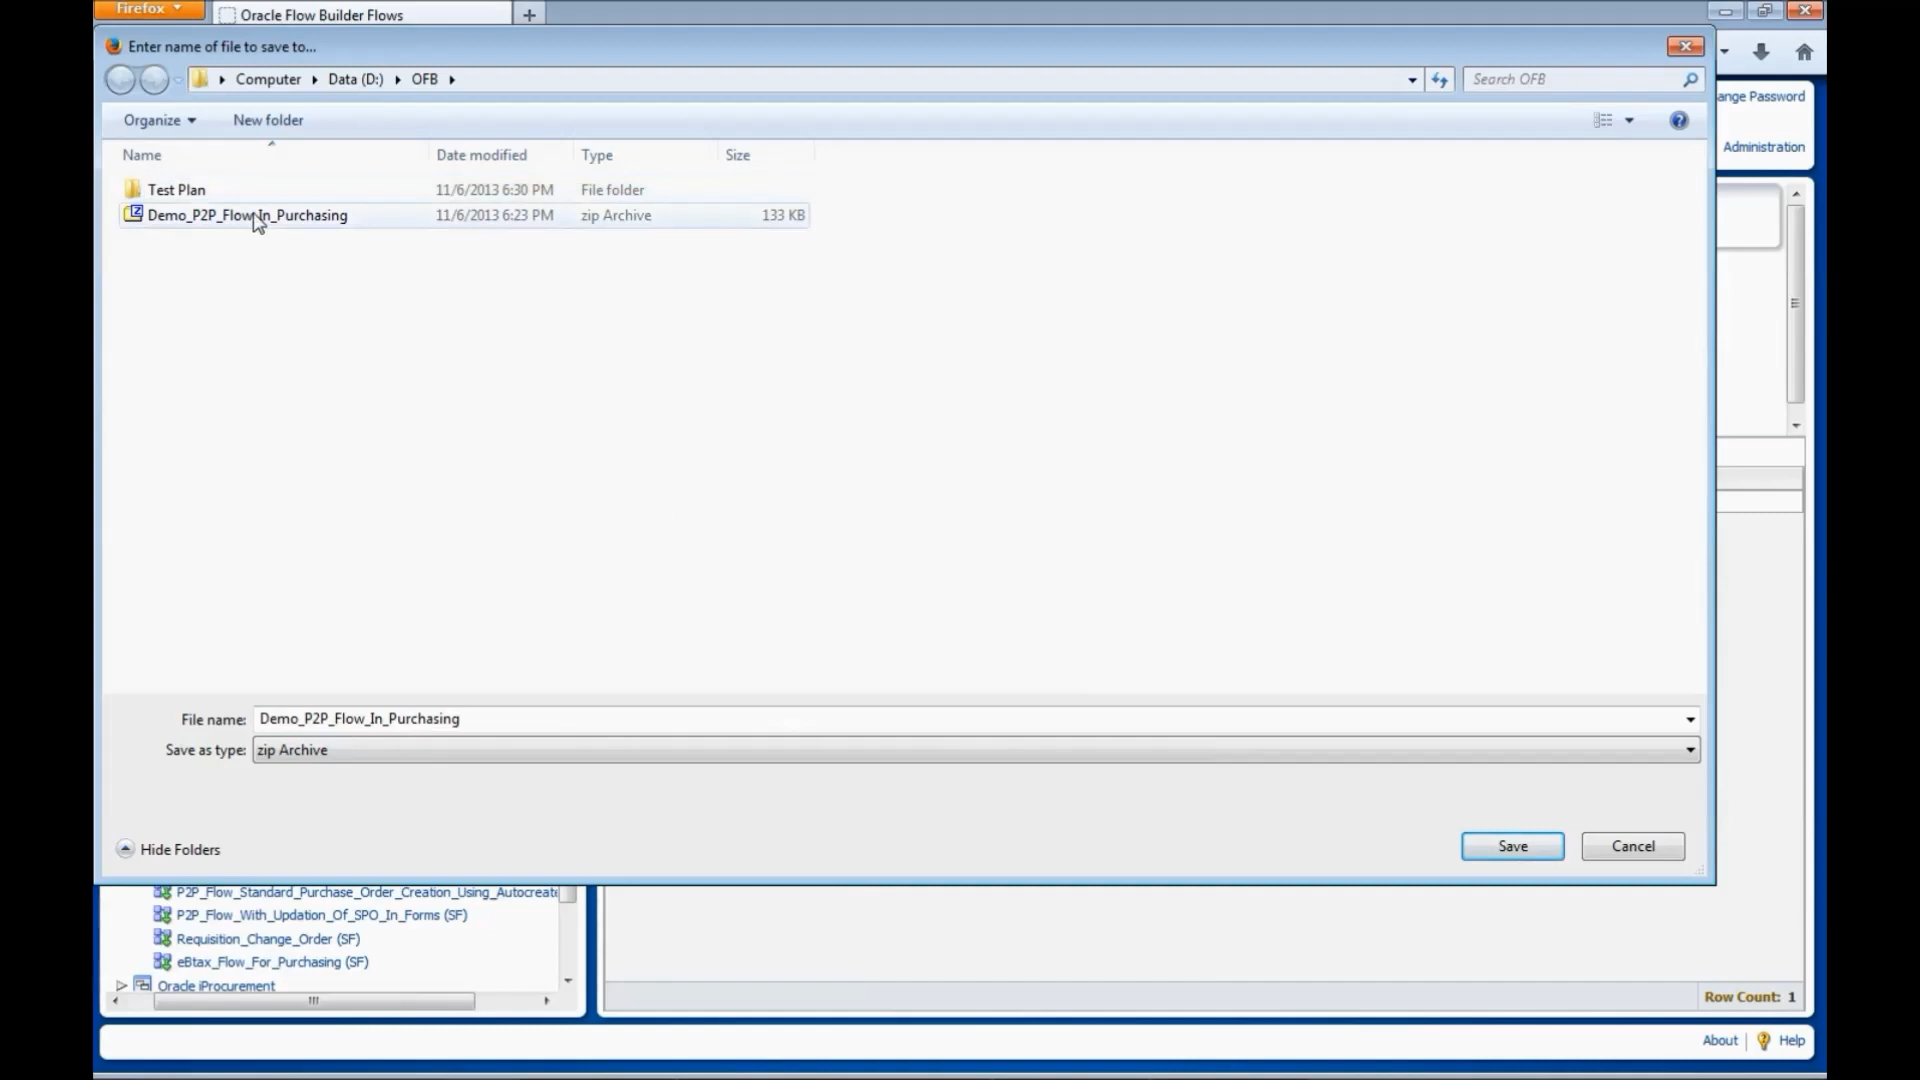 Firefox
Oracle Flow Builder Flows
Enter name of file to save to...
Computer Data (D:) OFB
Search OFB
ange Password
Organize New folder
Administration
Name Date modified Type Size
Test Plan 11/6/2013 6:30 PM File folder
Demo_P2P_Flow_In_Purchasing 11/6/2013 6:23 PM zip Archive 133 KB
File name: Demo_P2P_Flow_In_Purchasing
Save as type: zip Archive
Hide Folders
Save Cancel
P2P_Flow_Standard_Purchase_Order_Creation_Using_Autocreate
P2P_Flow_With_Updation_Of_SPO_In_Forms (SF)
Requisition_Change_Order (SF)
eBtax_Flow_For_Purchasing (SF)
Oracle iProcurement
Row Count: 1
About Help